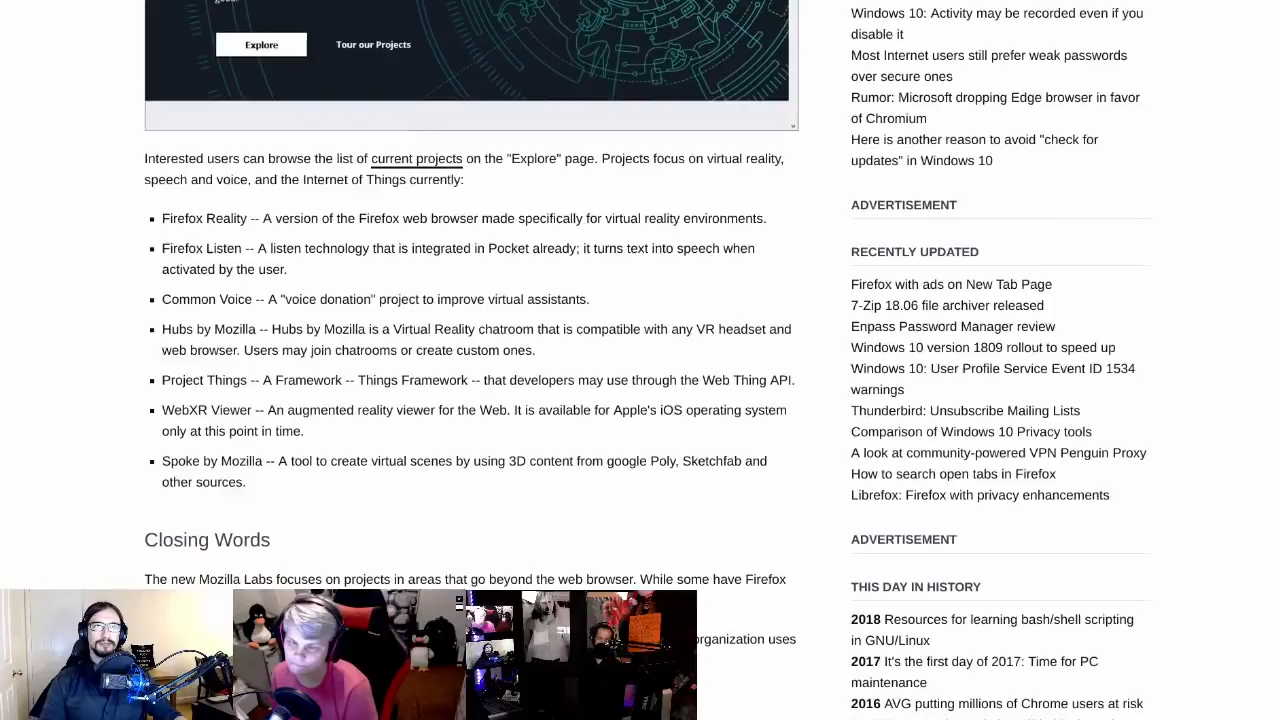 Explore
Tour our Projects
Interested users can browse the list of current projects on the "Explore" page. Projects focus on virtual reality,
speech and voice, and the Internet of Things currently:
Firefox Reality -- A version of the Firefox web browser made specifically for virtual reality environments.
Firefox Listen -- A listen technology that is integrated in Pocket already; it turns text into speech when
activated by the user.
Common Voice -- A "voice donation" project to improve virtual assistants.
Hubs by Mozilla -- Hubs by Mozilla is a Virtual Reality chatroom that is compatible with any VR headset and
web browser. Users may join chatrooms or create custom ones.
Project Things -- A Framework -- Things Framework -- that developers may use through the Web Thing API.
WebXR Viewer -- An augmented reality viewer for the Web. It is available for Apple's iOS operating system
only at this point in time.
Spoke by Mozilla -- A tool to create virtual scenes by using 3D content from google Poly, Sketchfab and
other sources.
Closing Words
The new Mozilla Labs focuses on projects in areas that go beyond the web browser. While some have Firefox
organization uses
Windows 10: Activity may be recorded even if you
disable it
Most Internet users still prefer weak passwords
over secure ones
Rumor: Microsoft dropping Edge browser in favor
of Chromium
Here is another reason to avoid "check for
updates" in Windows 10
ADVERTISEMENT
RECENTLY UPDATED
Firefox with ads on New Tab Page
7-Zip 18.06 file archiver released
Enpass Password Manager review
Windows 10 version 1809 rollout to speed up
Windows 10: User Profile Service Event ID 1534
warnings
Thunderbird: Unsubscribe Mailing Lists
Comparison of Windows 10 Privacy tools
A look at community-powered VPN Penguin Proxy
How to search open tabs in Firefox
Librefox: Firefox with privacy enhancements
ADVERTISEMENT
THIS DAY IN HISTORY
2018 Resources for learning bash/shell scripting
in GNU/Linux
2017 It's the first day of 2017: Time for PC
maintenance
2016 AVG putting millions of Chrome users at risk